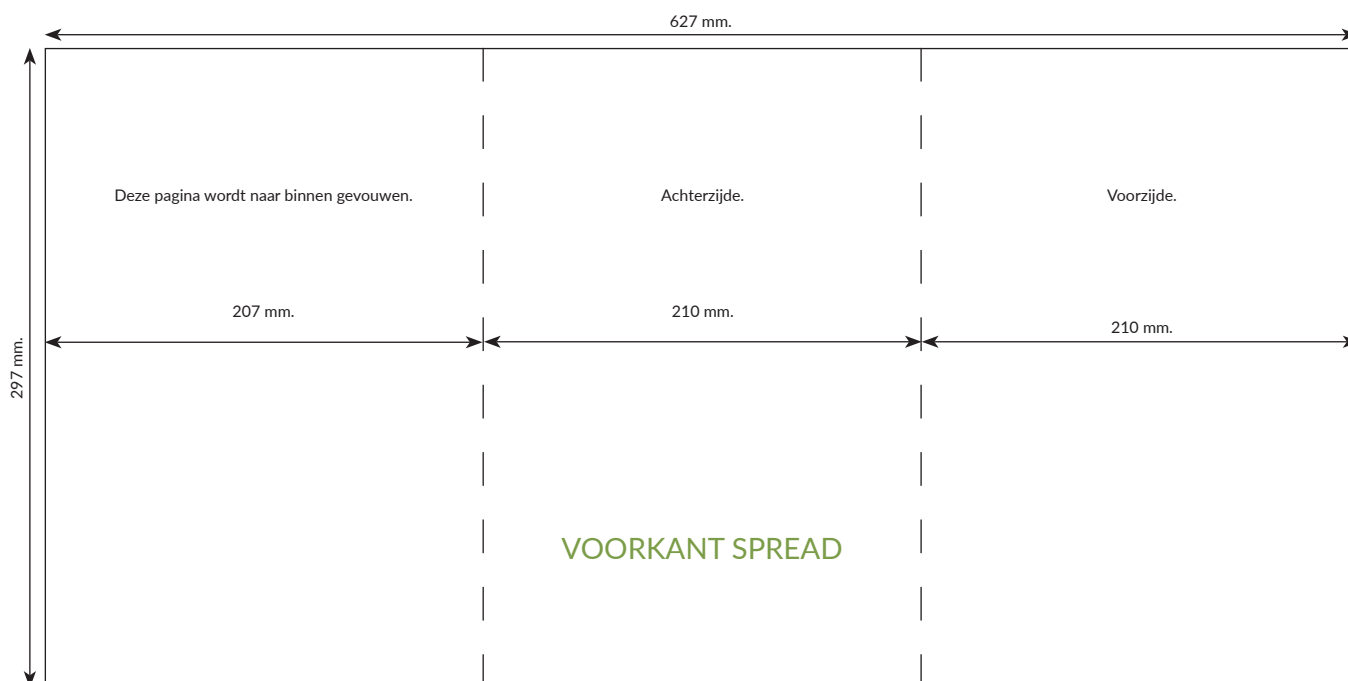 627 mm.
Deze pagina wordt naar binnen gevouwen.
Achterzijde.
Voorzijde.
207 mm.
210 mm.
210 mm.
297 mm.
VOORKANT SPREAD